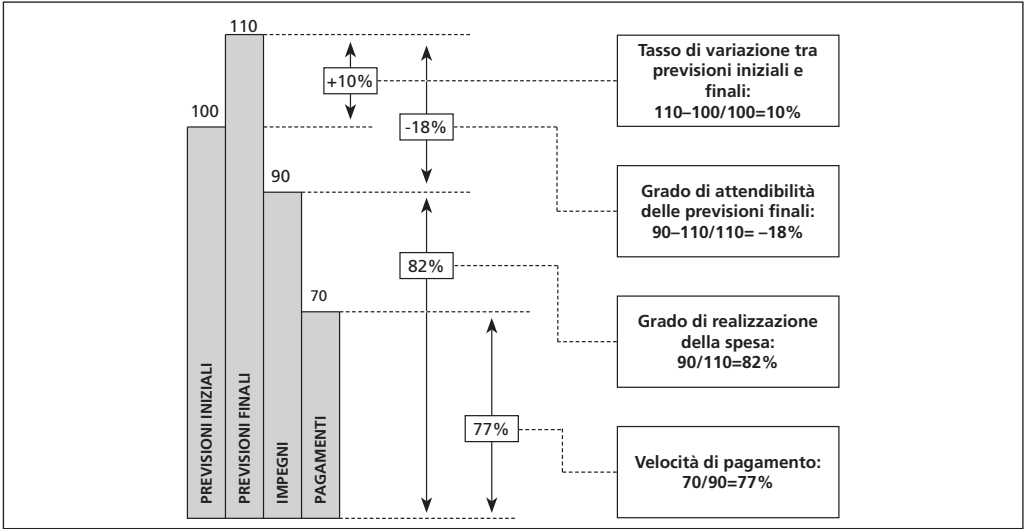 110
100
90
70
+10%
-18%
82%
77%
PREVISIONI INIZIALI
PREVISIONI FINALI
IMPEGNI
PAGAMENTI
Tasso di variazione tra
previsioni iniziali e
finali:
110–100/100=10%
Grado di attendibilità
delle previsioni finali:
90–110/110= –18%
Grado di realizzazione
della spesa:
90/110=82%
Velocità di pagamento:
70/90=77%